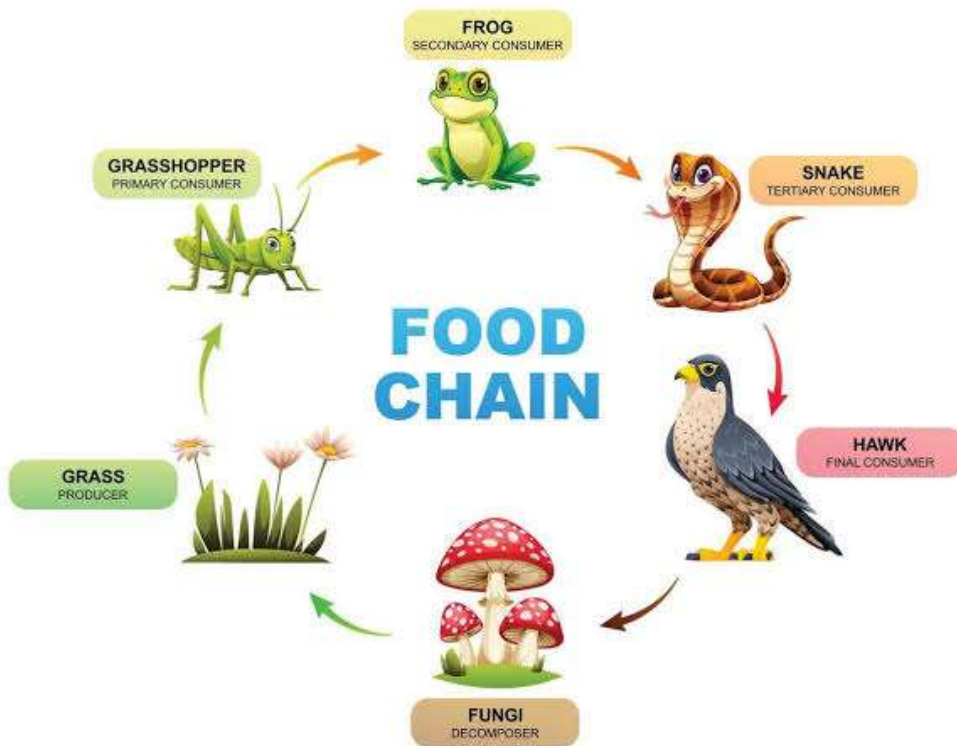 FROG
SECONDARY CONSUMER
GRASSHOPPER
PRIMARY CONSUMER
SNAKE
TERTIARY CONSUMER
FOOD
CHAIN
HAWK
FINAL CONSUMER
GRASS
PRODUCER
FUNGI
DECOMPOSER